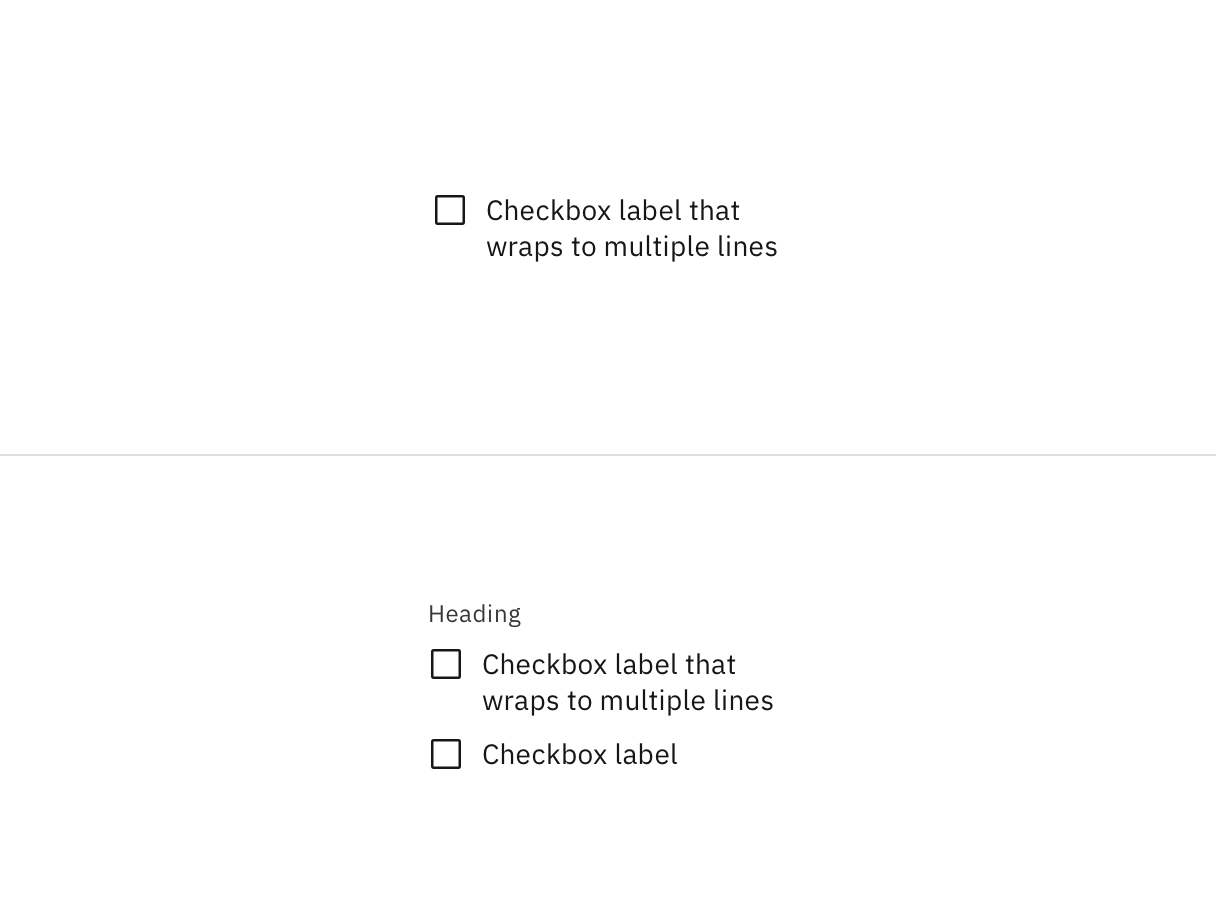 Checkbox label that
wraps to multiple lines
Heading
Checkbox label that
wraps to multiple lines
Checkbox label